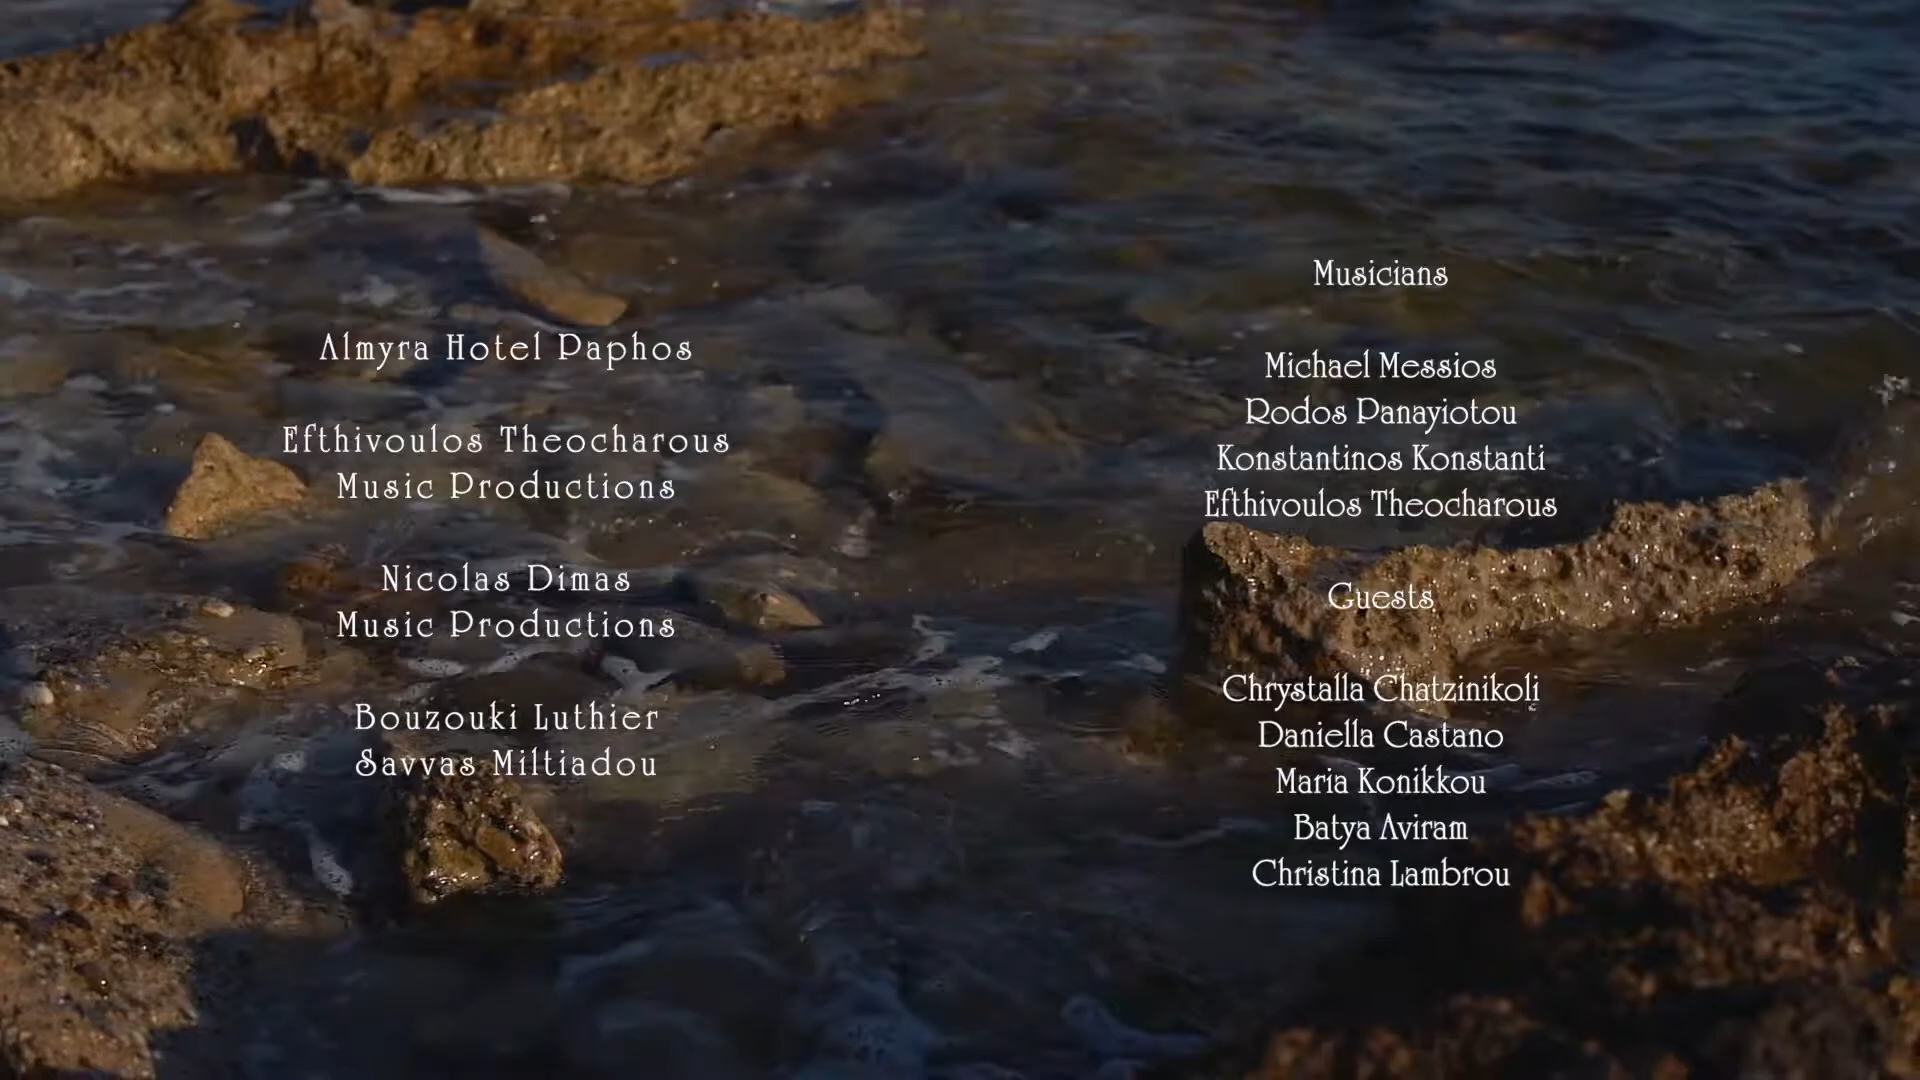 Almyra Hotel Paphos
Efthivoulos Theocharous
Music Productions
Nicolas Dimas
Music Productions
Bouzouki Luthier
Savvas Miltiadou
Musicians
Michael Messios
Rodos Panayiotou
Konstantinos Konstanti
Efthivoulos Theocharous
Guests
Chrystalla Chatzinikoli
Daniella Castano
Maria Konikkou
Batya Aviram
Christina Lambrou